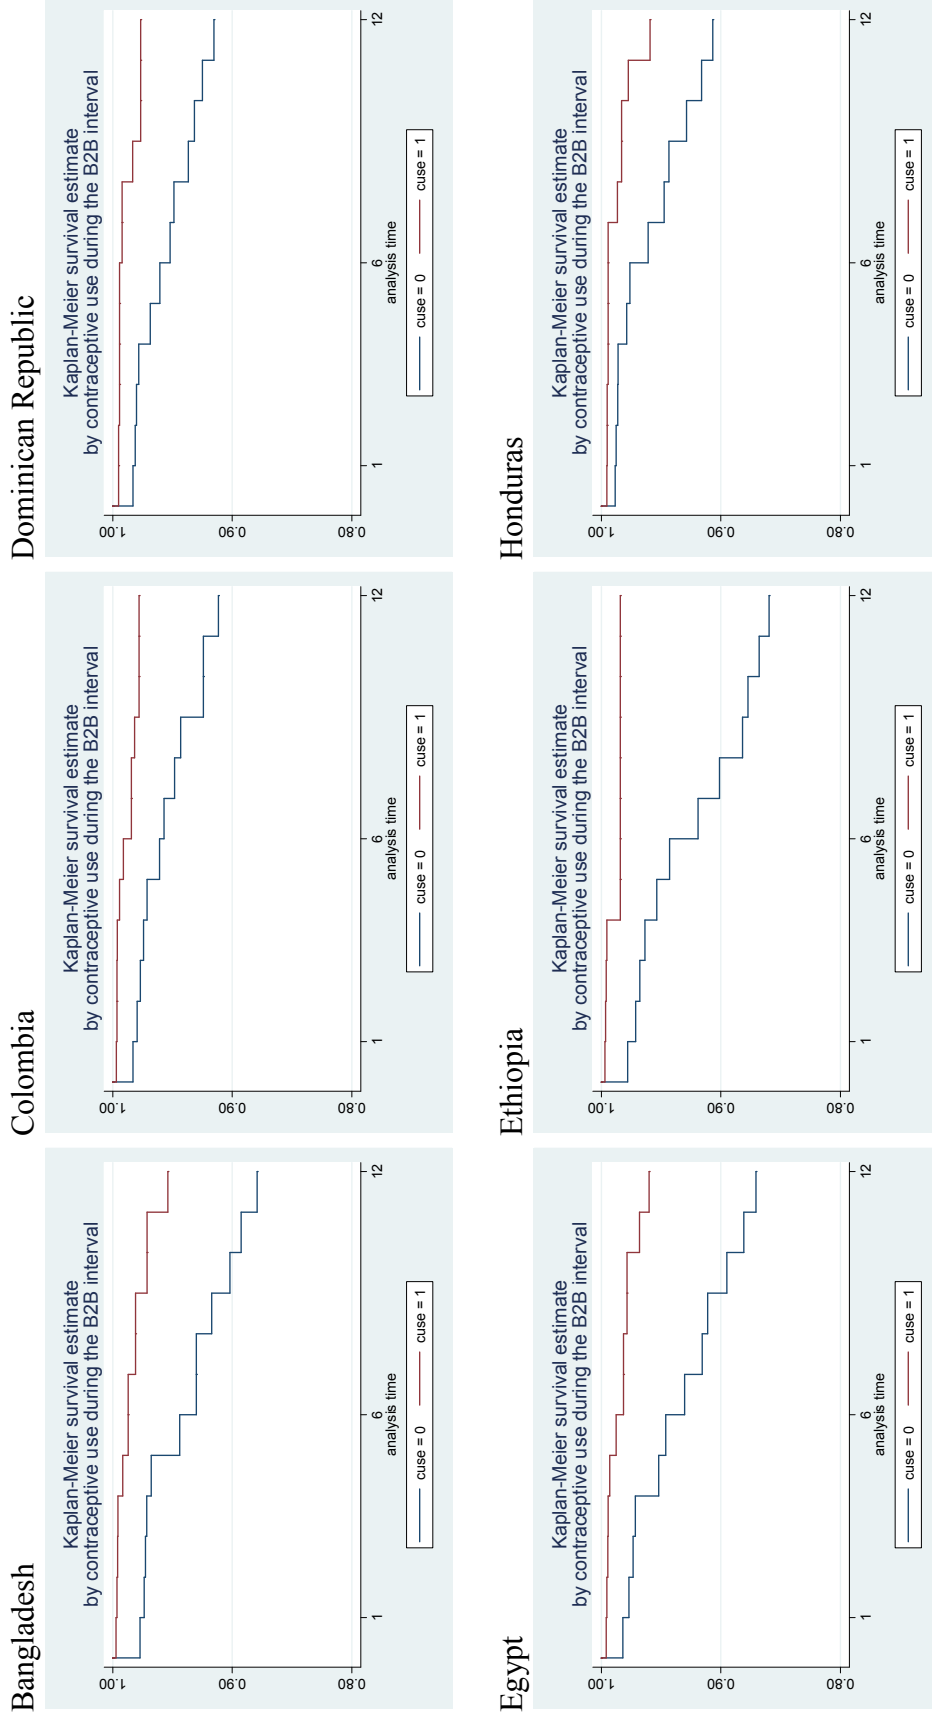 Bangladesh
Kaplan-Meier survival estimate
by contraceptive use during the B2B interval
1.00
0.90
0.80
1
6
12
analysis time
cuse = 0
cuse = 1
Colombia
Kaplan-Meier survival estimate
by contraceptive use during the B2B interval
1.00
0.90
0.80
1
6
12
analysis time
cuse = 0
cuse = 1
Dominican Republic
Kaplan-Meier survival estimate
by contraceptive use during the B2B interval
1.00
0.90
0.80
1
6
12
analysis time
cuse = 0
cuse = 1
Egypt
Kaplan-Meier survival estimate
by contraceptive use during the B2B interval
1.00
0.90
0.80
1
6
12
analysis time
cuse = 0
cuse = 1
Ethiopia
Kaplan-Meier survival estimate
by contraceptive use during the B2B interval
1.00
0.90
0.80
1
6
12
analysis time
cuse = 0
cuse = 1
Honduras
Kaplan-Meier survival estimate
by contraceptive use during the B2B interval
1.00
0.90
0.80
1
6
12
analysis time
cuse = 0
cuse = 1